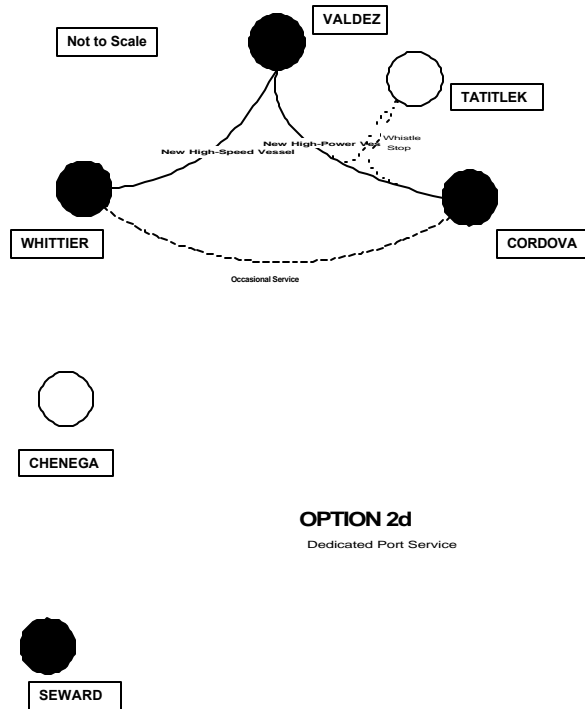 VALDEZ
Not to Scale
TATITLEK
Whistle
Stop
New High-Speed Vessel
New High-Power Ves
WHITTIER
CORDOVA
Occasional Service
CHENEGA
OPTION 2d
Dedicated Port Service
SEWARD